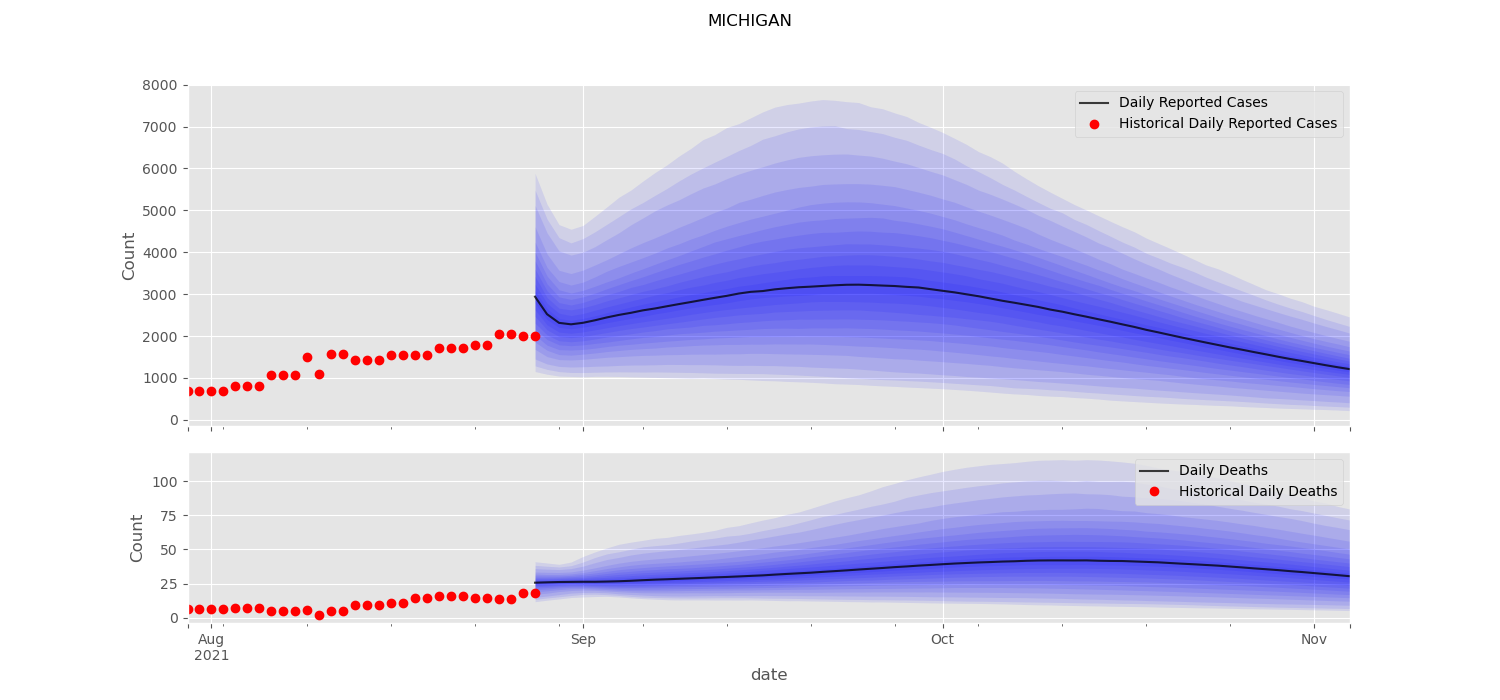 MICHIGAN
8000
7000
6000
5000
4000
3000
2000
1000
0
Count
Daily Reported Cases
Historical Daily Reported Cases
100
75
50
25
0
Count
Daily Deaths
Historical Daily Deaths
Aug
2021
Sep
Oct
Nov
date